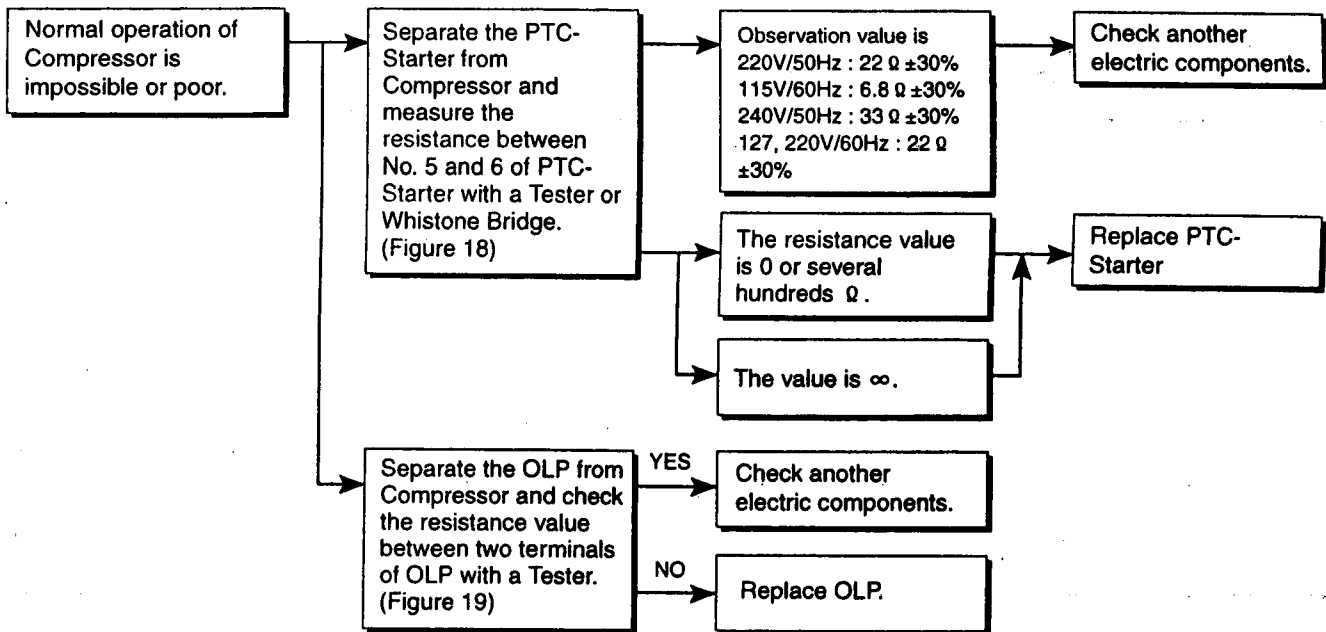 Normal operation of
Compressor is
impossible or poor.
Separate the PTC-
Starter from
Compressor and
measure the
resistance between
No. 5 and 6 of PTC-
Starter with a Tester or
Whistone Bridge.
(Figure 18)
Observation value is
220V/50Hz : 22 Ω ±30%
115V/60Hz : 6.8 Ω ±30%
240V/50Hz : 33 Ω ±30%
127, 220V/60Hz : 22 Ω
±30%
Check another
electric components.
The resistance value
is 0 or several
hundreds Ω.
Replace PTC-
Starter
The value is ∞.
Separate the OLP from
Compressor and check
the resistance value
between two terminals
of OLP with a Tester.
(Figure 19)
YES
Check another
electric components.
NO
Replace OLP.